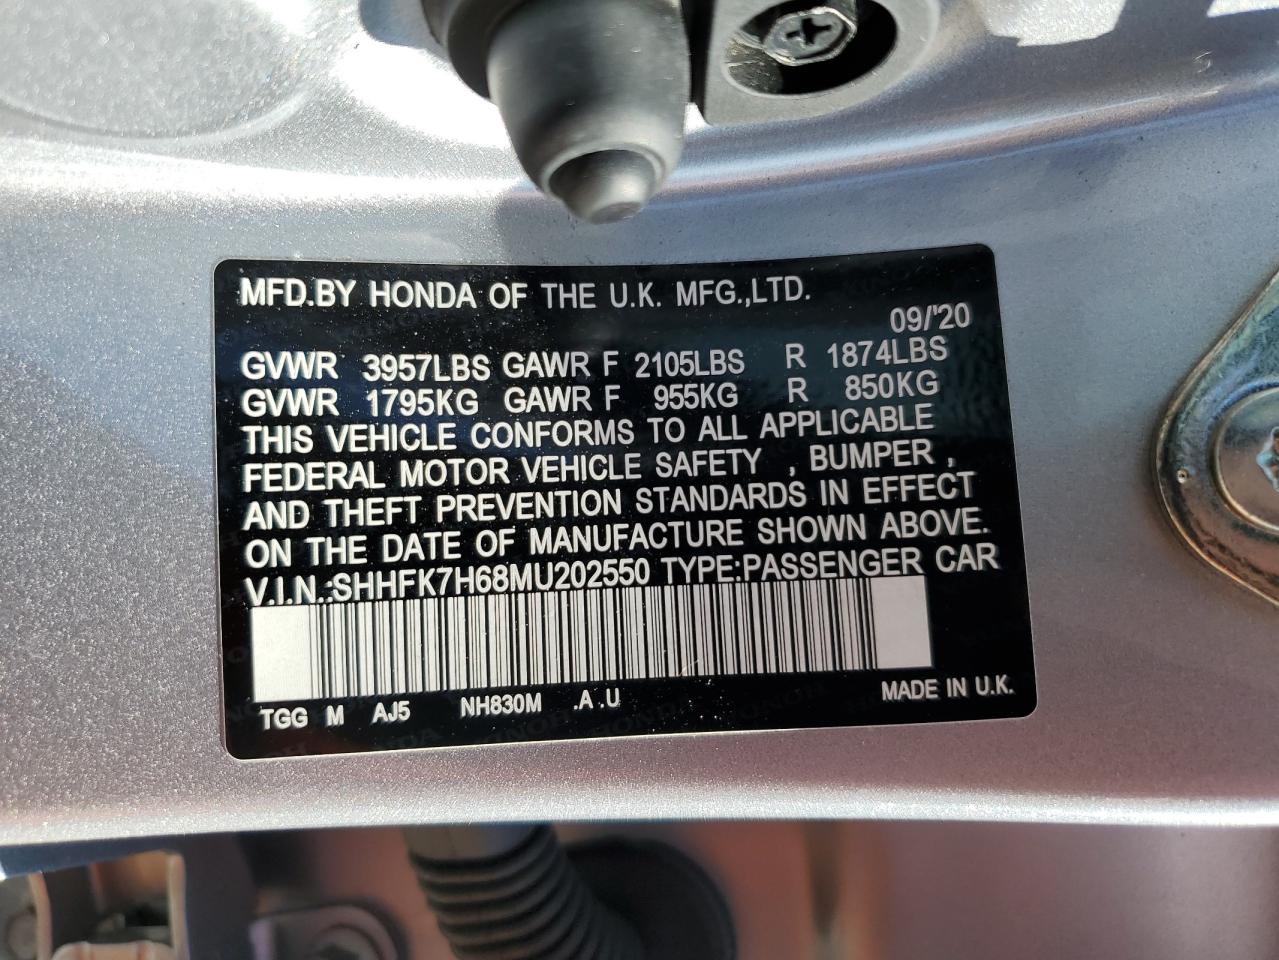 MFD.BY HONDA OF THE U.K. MFG.,LTD.
09/'20
GVWR 3957LBS GAWR F 2105LBS R 1874LBS
GVWR 1795KG GAWR F 955KG R 850KG
THIS VEHICLE CONFORMS TO ALL APPLICABLE
FEDERAL MOTOR VEHICLE SAFETY , BUMPER ,
AND THEFT PREVENTION STANDARDS IN EFFECT
ON THE DATE OF MANUFACTURE SHOWN ABOVE.
V.I.N.:SHHFK7H68MU202550 TYPE:PASSENGER CAR
TGG M AJ5 NH830M .A .U MADE IN U.K.